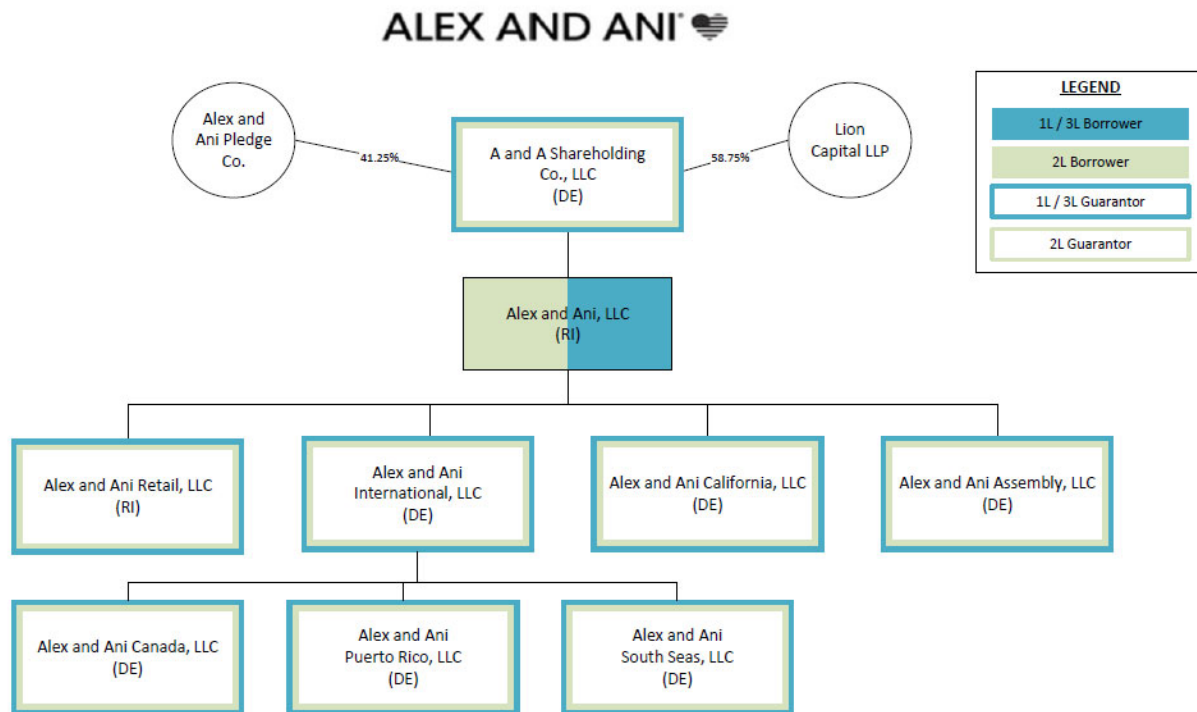 ALEX AND ANI
Alex and
Ani Pledge
Co.
41.25%
A and A Shareholding
Co., LLC
(DE)
58.75%
Lion
Capital LLP
LEGEND
1L / 3L Borrower
2L Borrower
1L / 3L Guarantor
2L Guarantor
Alex and Ani, LLC
(RI)
Alex and Ani Retail, LLC
(RI)
Alex and Ani
International, LLC
(DE)
Alex and Ani California, LLC
(DE)
Alex and Ani Assembly, LLC
(DE)
Alex and Ani Canada, LLC
(DE)
Alex and Ani
Puerto Rico, LLC
(DE)
Alex and Ani
South Seas, LLC
(DE)